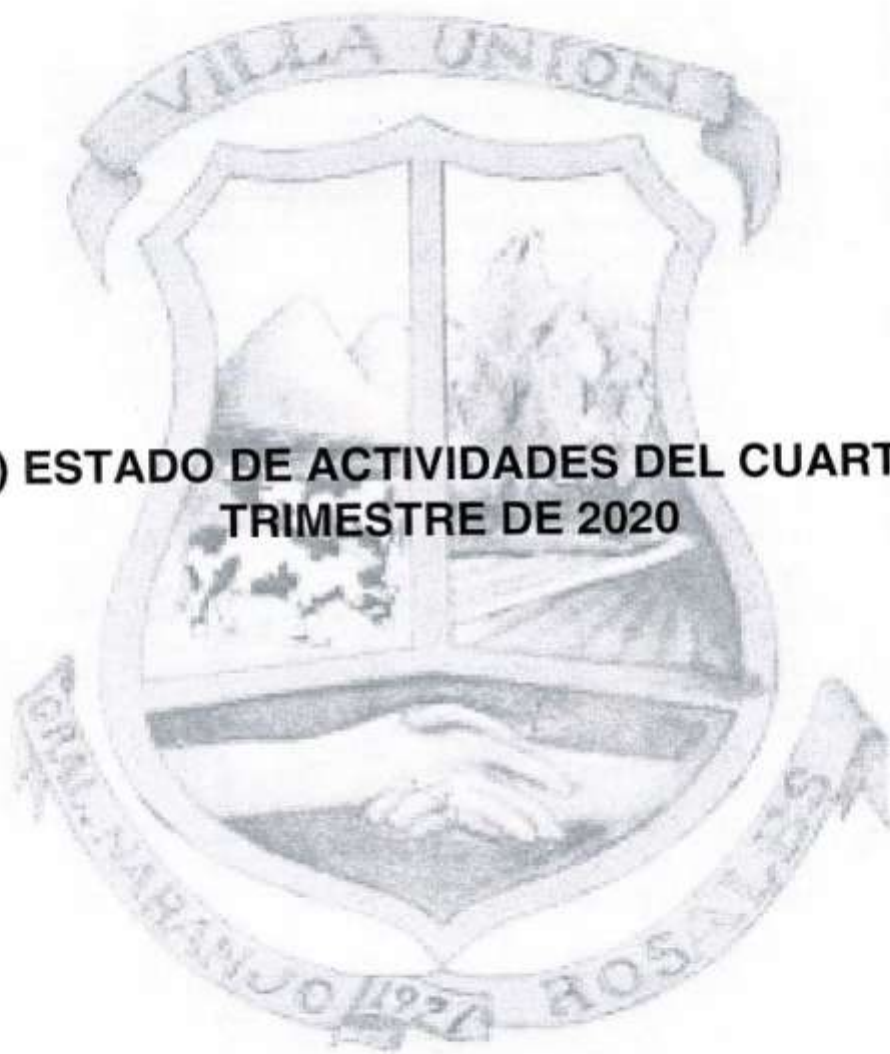 VILLA UNION
) ESTADO DE ACTIVIDADES DEL CUART
TRIMESTRE DE 2020
GRAL. NARANJO 1927 ROSALES